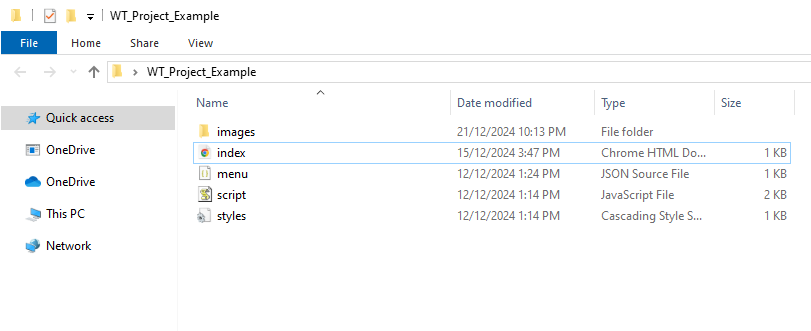 WT_Project_Example
File Home Share View
WT_Project_Example
Name Date modified Type Size
Quick access
OneDrive
OneDrive
This PC
Network
images 21/12/2024 10:13 PM File folder
index 15/12/2024 3:47 PM Chrome HTML Do... 1 KB
menu 12/12/2024 1:24 PM JSON Source File 1 KB
script 12/12/2024 1:14 PM JavaScript File 2 KB
styles 12/12/2024 1:14 PM Cascading Style S... 1 KB